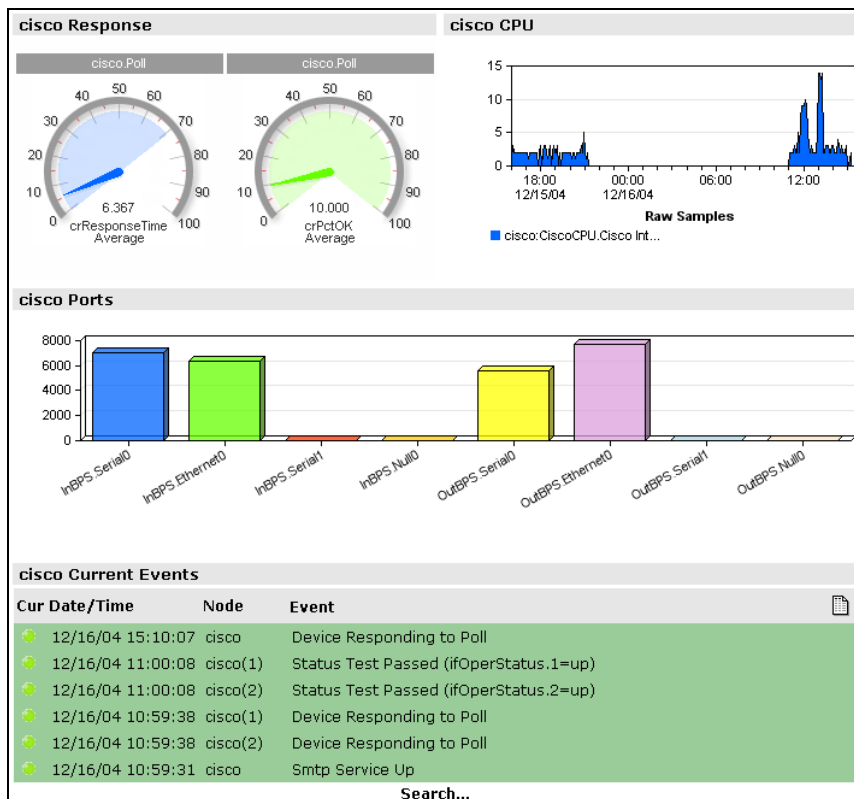 cisco Response
cisco CPU
cisco.Poll
cisco.Poll
0 10 20 30 40 50 60 70 80 90 100
6.367
crResponseTime
Average
0 10 20 30 40 50 60 70 80 90 100
10.000
crPctOK
Average
15
10
5
0
18:00 00:00 06:00 12:00
12/15/04 12/16/04
Raw Samples
cisco:CiscoCPU.Cisco Int...
cisco Ports
8000
6000
4000
2000
0
InBPS.Serial0
InBPS.Ethernet0
InBPS.Serial1
InBPS.Null0
OutBPS.Serial0
OutBPS.Ethernet0
OutBPS.Serial1
OutBPS.Null0
cisco Current Events
Cur Date/Time Node Event
12/16/04 15:10:07 cisco Device Responding to Poll
12/16/04 11:00:08 cisco(1) Status Test Passed (ifOperStatus.1=up)
12/16/04 11:00:08 cisco(2) Status Test Passed (ifOperStatus.2=up)
12/16/04 10:59:38 cisco(1) Device Responding to Poll
12/16/04 10:59:38 cisco(2) Device Responding to Poll
12/16/04 10:59:31 cisco Smtp Service Up
Search...